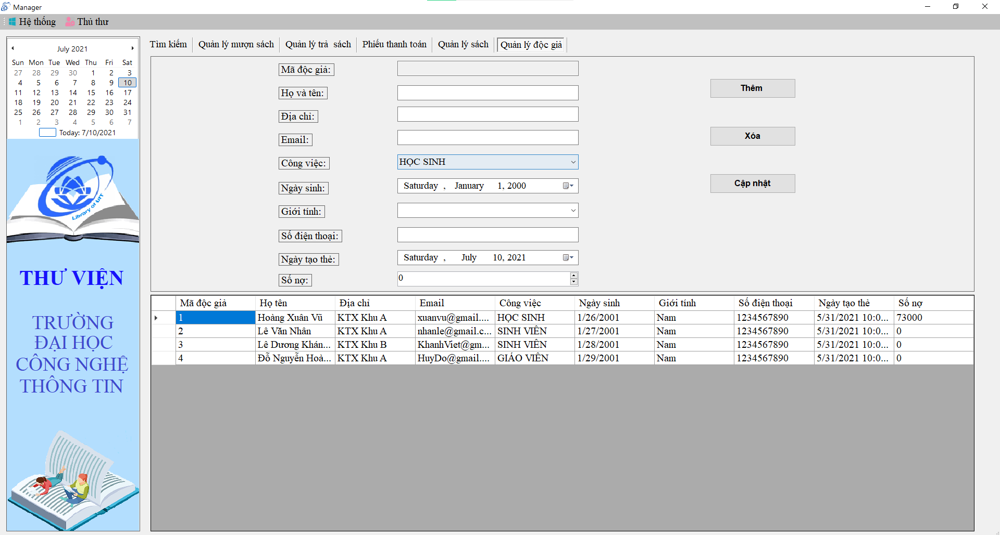 Manager
Hệ thống Thủ thư
July 2021
Sun Mon Tue Wed Thu Fri Sat
27 28 29 30 1 2 3
4 5 6 7 8 9 10
11 12 13 14 15 16 17
18 19 20 21 22 23 24
25 26 27 28 29 30 31
1 2 3 4 5 6 7
Today: 7/10/2021
Library of UIT
THƯ VIỆN
TRƯỜNG
ĐẠI HỌC
CÔNG NGHỆ
THÔNG TIN
Tìm kiếm Quản lý mượn sách Quản lý trả sách Phiếu thanh toán Quản lý sách Quản lý độc giả
Mã độc giả:
Họ và tên:
Địa chỉ:
Email:
Công việc: HỌC SINH
Ngày sinh: Saturday , January 1, 2000
Giới tính:
Số điện thoại:
Ngày tạo thẻ: Saturday , July 10, 2021
Số nợ: 0
Thêm
Xóa
Cập nhật
Mã độc giả Họ tên Địa chỉ Email Công việc Ngày sinh Giới tính Số điện thoại Ngày tạo thẻ Số nợ
1 Hoàng Xuân Vũ KTX Khu A xuanvu@gmail.... HỌC SINH 1/26/2001 Nam 1234567890 5/31/2021 10:0... 73000
2 Lê Văn Nhân KTX Khu A nhanle@gmail.c... SINH VIÊN 1/27/2001 Nam 1234567890 5/31/2021 10:0... 0
3 Lê Dương Khán... KTX Khu B KhanhViet@gm... SINH VIÊN 1/28/2001 Nam 1234567890 5/31/2021 10:0... 0
4 Đỗ Nguyễn Hoà... KTX Khu A HuyDo@gmail.... GIÁO VIÊN 1/29/2001 Nam 1234567890 5/31/2021 10:0... 0